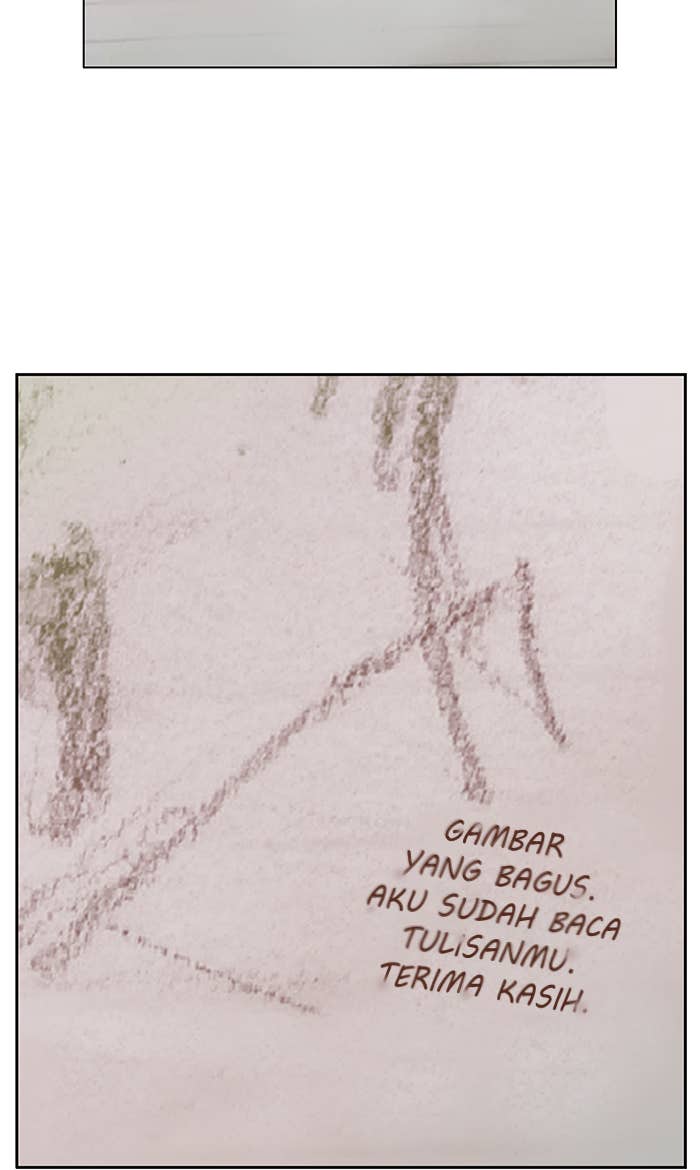 GAMBAR
YANG BAGUS.
AKU SUDAH BACA
TULiSANMU.
TERIMA KASIH.